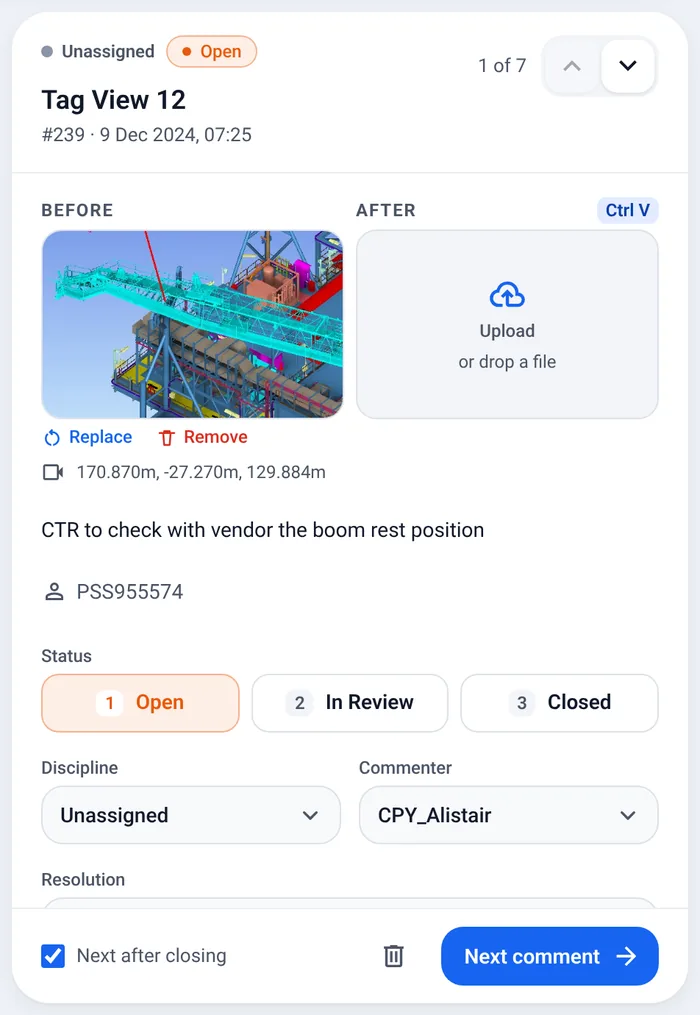 Unassigned Open
1 of 7
Tag View 12
#239 · 9 Dec 2024, 07:25
BEFORE
AFTER
Ctrl V
Upload
or drop a file
Replace Remove
170.870m, -27.270m, 129.884m
CTR to check with vendor the boom rest position
PSS955574
Status
1 Open
2 In Review
3 Closed
Discipline
Commenter
Unassigned
CPY_Alistair
Resolution
Next after closing
Next comment